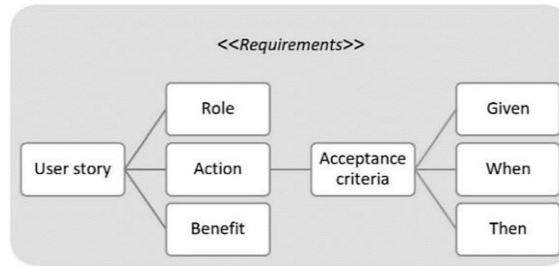 <<Requirements>>
Role
Given
User story
Action
Acceptance
criteria
When
Benefit
Then